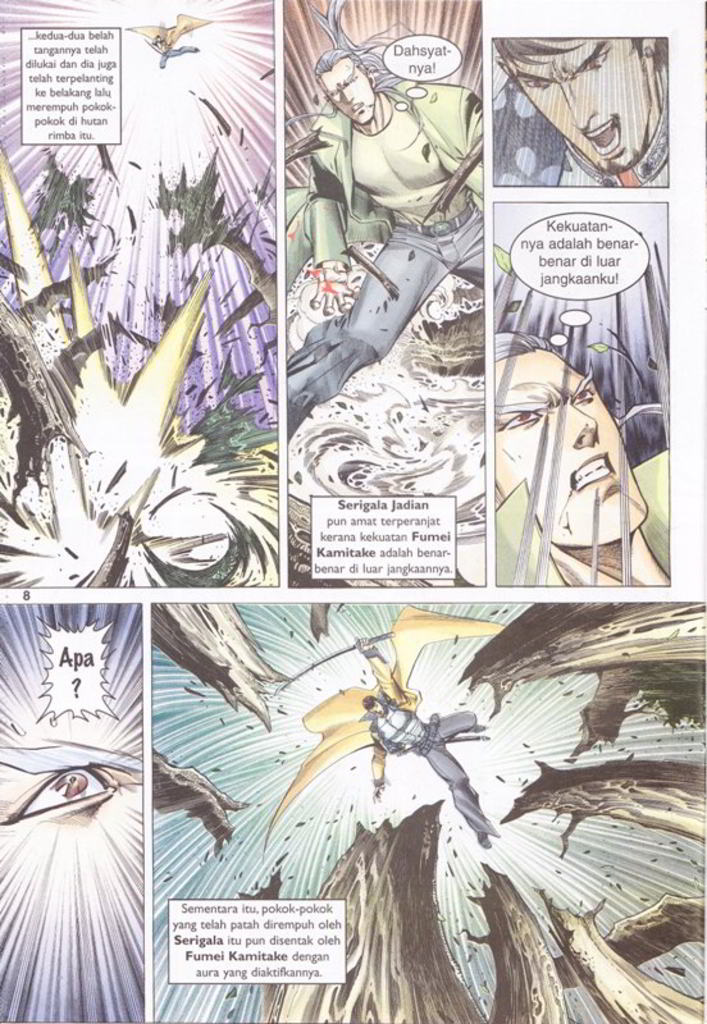 ...kedua-dua belah
tangannya telah
dilukai dan dia juga
telah terpelanting
ke belakang lalu
merempuh pokok-
pokok di hutan
rimba itu.
Dahsyat-
nya!
Serigala Jadian
pun amat terperanjat
kerana kekuatan Fumei
Kamitake adalah benar-
benar di luar jangkaannya.
Kekuatan-
nya adalah benar-
benar di luar
jangkaanku!
8
Apa
?
Sementara itu, pokok-pokok
yang telah patah dirempuh oleh
Serigala itu pun disentak oleh
Fumei Kamitake dengan
aura yang diaktifkannya.